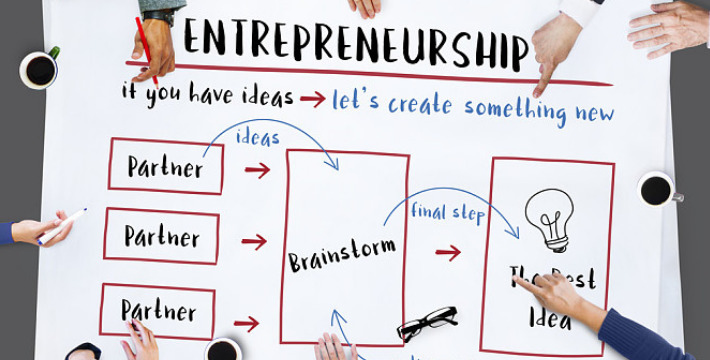 ENTREPRENEURSHIP
if you have ideas → let's create something new
ideas
Partner
Partner
Partner
Brainstorm
final step
The Best
Idea